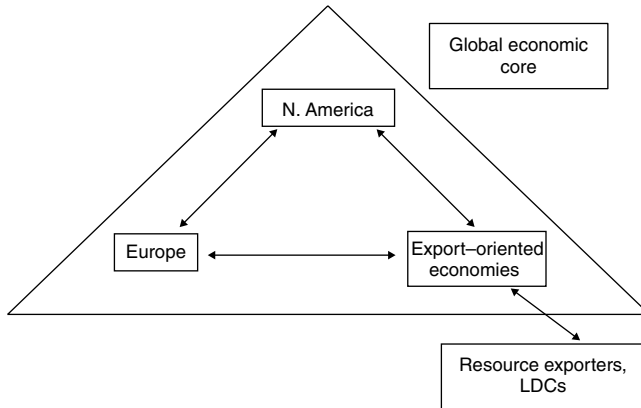 Global economic
core
N. America
Europe
Export–oriented
economies
Resource exporters,
LDCs